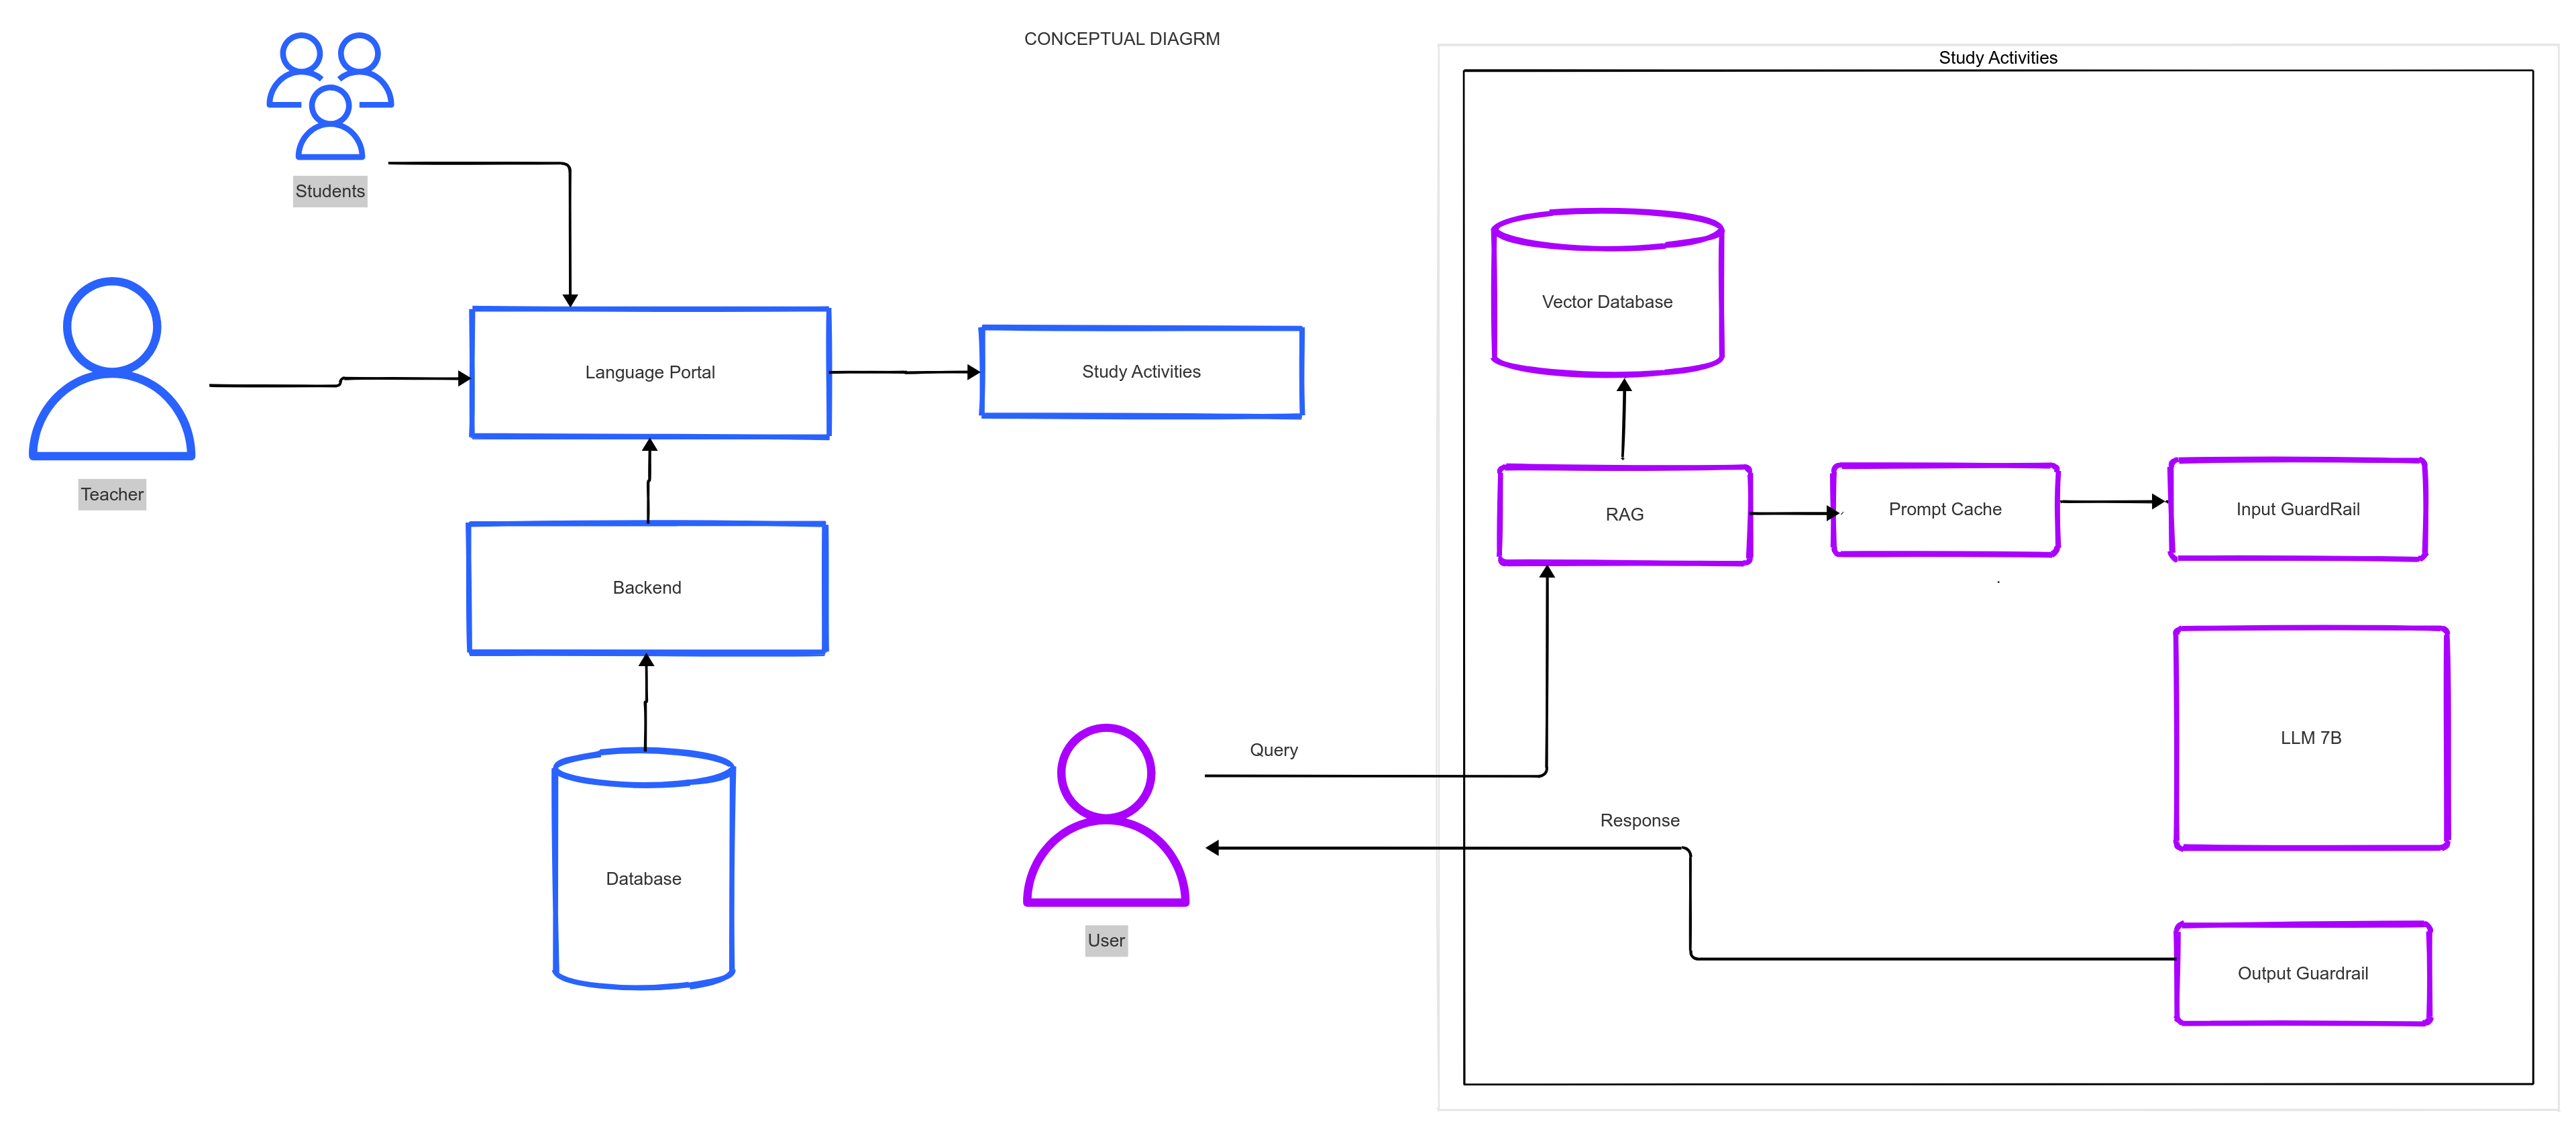 CONCEPTUAL DIAGRM
Study Activities
Students
Teacher
Language Portal
Study Activities
Backend
Database
Vector Database
RAG
Prompt Cache
Input GuardRail
LLM 7B
Query
Response
User
Output Guardrail